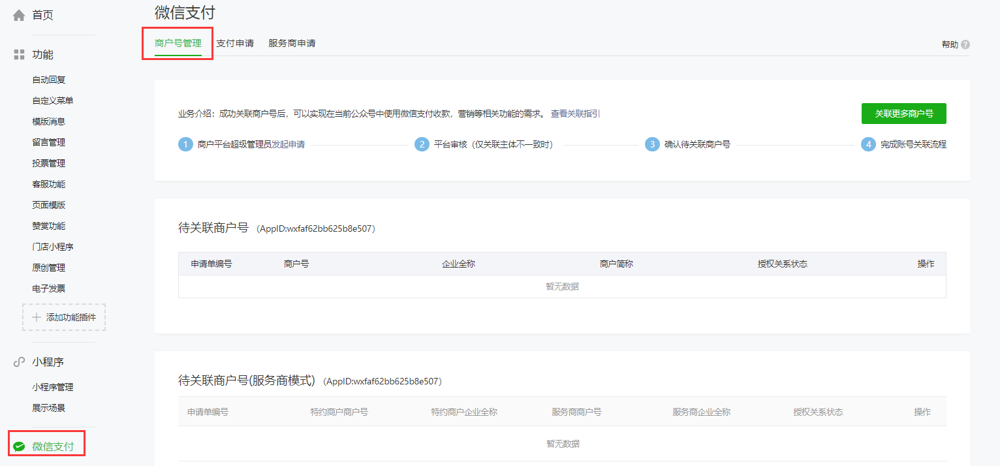 首页
功能
自动回复
自定义菜单
模版消息
留言管理
投票管理
客服功能
页面模版
赞赏功能
门店小程序
原创管理
电子发票
添加功能插件
小程序
小程序管理
展示场景
微信支付
微信支付
商户号管理 支付申请 服务商申请 帮助 ?
业务介绍：成功关联商户号后，可以实现在当前公众号中使用微信支付收款，营销等相关功能的需求。 查看关联指引 关联更多商户号
1 商户平台超级管理员发起申请 2 平台审核（仅关联主体不一致时） 3 确认待关联商户号 4 完成账号关联流程
待关联商户号 （AppID:wxfaf62bb625b8e507）
申请单编号 商户号 企业全称 商户简称 授权关系状态 操作
暂无数据
待关联商户号(服务商模式) （AppID:wxfaf62bb625b8e507）
申请单编号 特约商户商户号 特约商户企业全称 服务商商户号 服务商企业全称 授权关系状态 操作
暂无数据